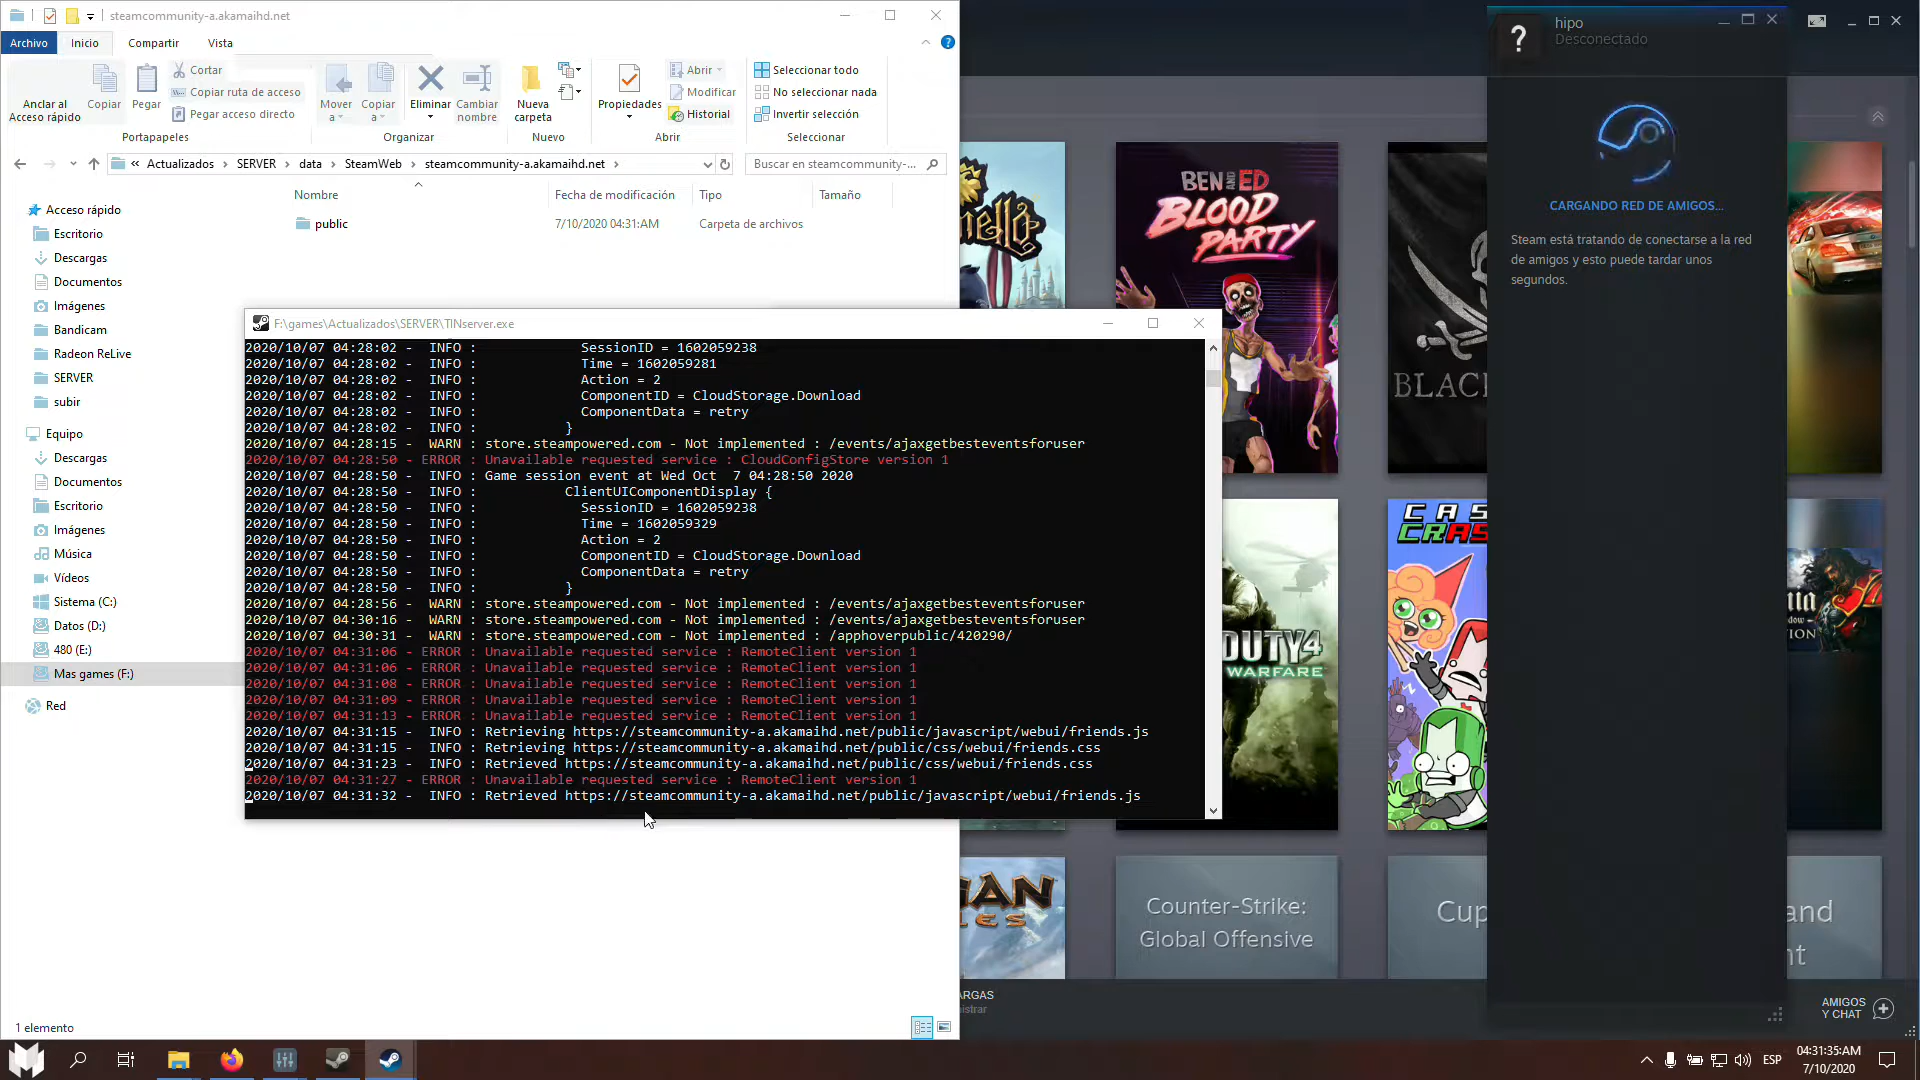 steamcommunity-a.akamaihd.net
Archivo
Inicio
Compartir
Vista
Anclar al
Acceso rápido
Copiar
Pegar
Cortar
Copiar ruta de acceso
Pegar acceso directo
Portapapeles
Mover
a
Copiar
a
Eliminar
Cambiar
nombre
Organizar
Nueva
carpeta
Nuevo
Propiedades
Abrir
Modificar
Historial
Abrir
Seleccionar todo
No seleccionar nada
Invertir selección
Seleccionar
« Actualizados > SERVER > data > SteamWeb > steamcommunity-a.akamaihd.net >
Buscar en steamcommunity-...
Nombre
Fecha de modificación
Tipo
Tamaño
public
7/10/2020 04:31:AM
Carpeta de archivos
Acceso rápido
Escritorio
Descargas
Documentos
Imágenes
Bandicam
Radeon ReLive
SERVER
subir
Equipo
Descargas
Documentos
Escritorio
Imágenes
Música
Vídeos
Sistema (C:)
Datos (D:)
480 (E:)
Mas games (F:)
Red
1 elemento
F:\games\Actualizados\SERVER\TINserver.exe
2020/10/07 04:28:02 -  INFO :             SessionID = 1602059238
2020/10/07 04:28:02 -  INFO :             Time = 1602059281
2020/10/07 04:28:02 -  INFO :             Action = 2
2020/10/07 04:28:02 -  INFO :             ComponentID = CloudStorage.Download
2020/10/07 04:28:02 -  INFO :             ComponentData = retry
2020/10/07 04:28:02 -  INFO :           }
2020/10/07 04:28:15 -  WARN : store.steampowered.com - Not implemented : /events/ajaxgetbesteventsforuser
2020/10/07 04:28:50 - ERROR : Unavailable requested service : CloudConfigStore version 1
2020/10/07 04:28:50 -  INFO : Game session event at Wed Oct  7 04:28:50 2020
2020/10/07 04:28:50 -  INFO :           ClientUIComponentDisplay {
2020/10/07 04:28:50 -  INFO :             SessionID = 1602059238
2020/10/07 04:28:50 -  INFO :             Time = 1602059329
2020/10/07 04:28:50 -  INFO :             Action = 2
2020/10/07 04:28:50 -  INFO :             ComponentID = CloudStorage.Download
2020/10/07 04:28:50 -  INFO :             ComponentData = retry
2020/10/07 04:28:50 -  INFO :           }
2020/10/07 04:28:56 -  WARN : store.steampowered.com - Not implemented : /events/ajaxgetbesteventsforuser
2020/10/07 04:30:16 -  WARN : store.steampowered.com - Not implemented : /events/ajaxgetbesteventsforuser
2020/10/07 04:30:31 -  WARN : store.steampowered.com - Not implemented : /apphoverpublic/420290/
2020/10/07 04:31:06 - ERROR : Unavailable requested service : RemoteClient version 1
2020/10/07 04:31:06 - ERROR : Unavailable requested service : RemoteClient version 1
2020/10/07 04:31:08 - ERROR : Unavailable requested service : RemoteClient version 1
2020/10/07 04:31:09 - ERROR : Unavailable requested service : RemoteClient version 1
2020/10/07 04:31:13 - ERROR : Unavailable requested service : RemoteClient version 1
2020/10/07 04:31:15 -  INFO : Retrieving https://steamcommunity-a.akamaihd.net/public/javascript/webui/friends.js
2020/10/07 04:31:15 -  INFO : Retrieving https://steamcommunity-a.akamaihd.net/public/css/webui/friends.css
2020/10/07 04:31:23 -  INFO : Retrieved https://steamcommunity-a.akamaihd.net/public/css/webui/friends.css
2020/10/07 04:31:27 - ERROR : Unavailable requested service : RemoteClient version 1
2020/10/07 04:31:32 -  INFO : Retrieved https://steamcommunity-a.akamaihd.net/public/javascript/webui/friends.js
BEN AND ED
BLOOD
PARTY
BLAC
DUTY4
WARFARE
CAS
CRAS
Counter-Strike:
Global Offensive
Cup
and
nt
hipo
Desconectado
CARGANDO RED DE AMIGOS...
Steam está tratando de conectarse a la red
de amigos y esto puede tardar unos
segundos.
AMIGOS
Y CHAT
ESP
04:31:35:AM
7/10/2020